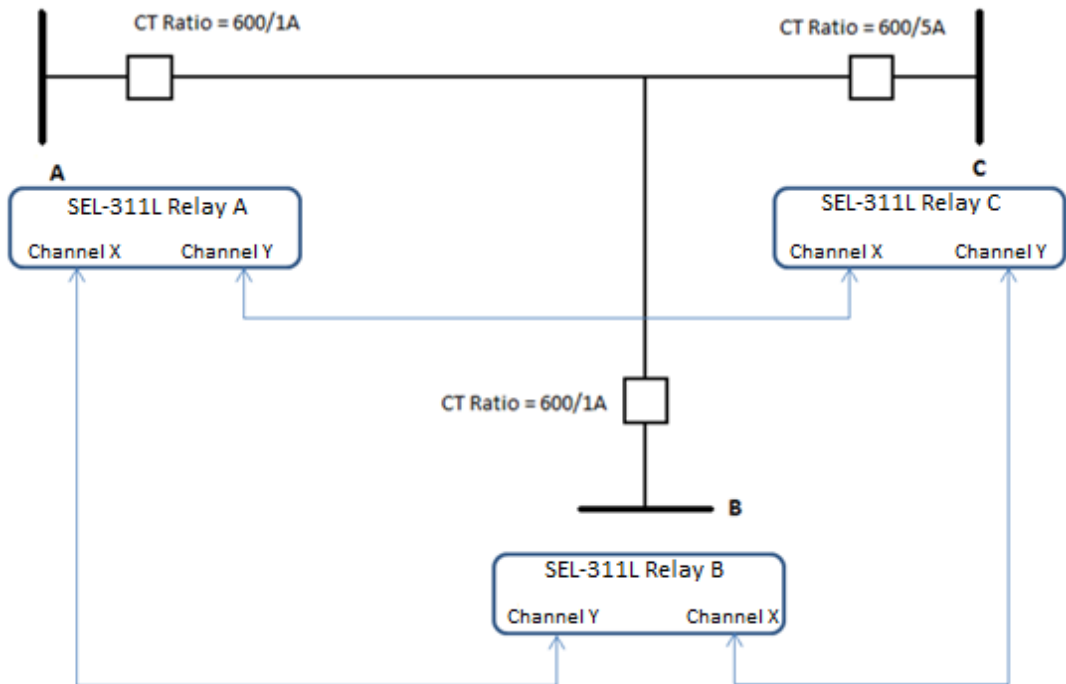 CT Ratio = 600/1A
CT Ratio = 600/5A
A
C
SEL-311L Relay A
Channel X
Channel Y
SEL-311L Relay C
Channel X
Channel Y
CT Ratio = 600/1A
B
SEL-311L Relay B
Channel Y
Channel X